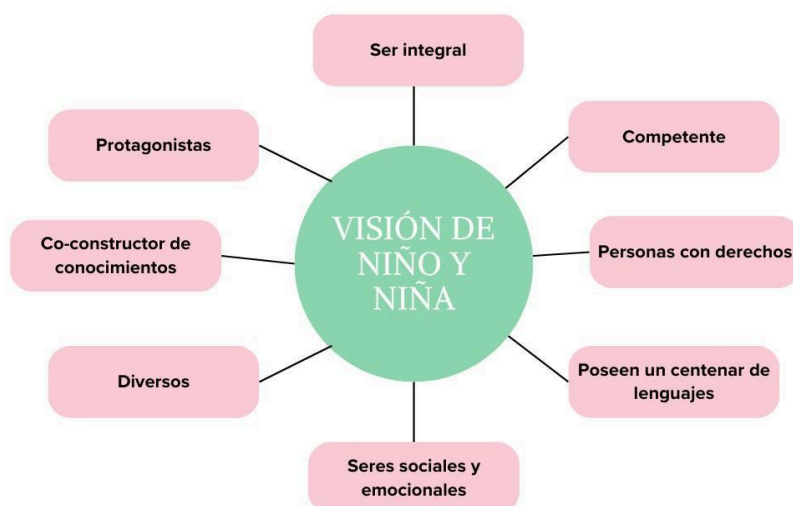 Ser integral
Protagonistas
Competente
VISIÓN DE
NIÑO Y
NIÑA
Co-constructor de
conocimientos
Personas con derechos
Diversos
Poseen un centenar de
lenguajes
Seres sociales y
emocionales